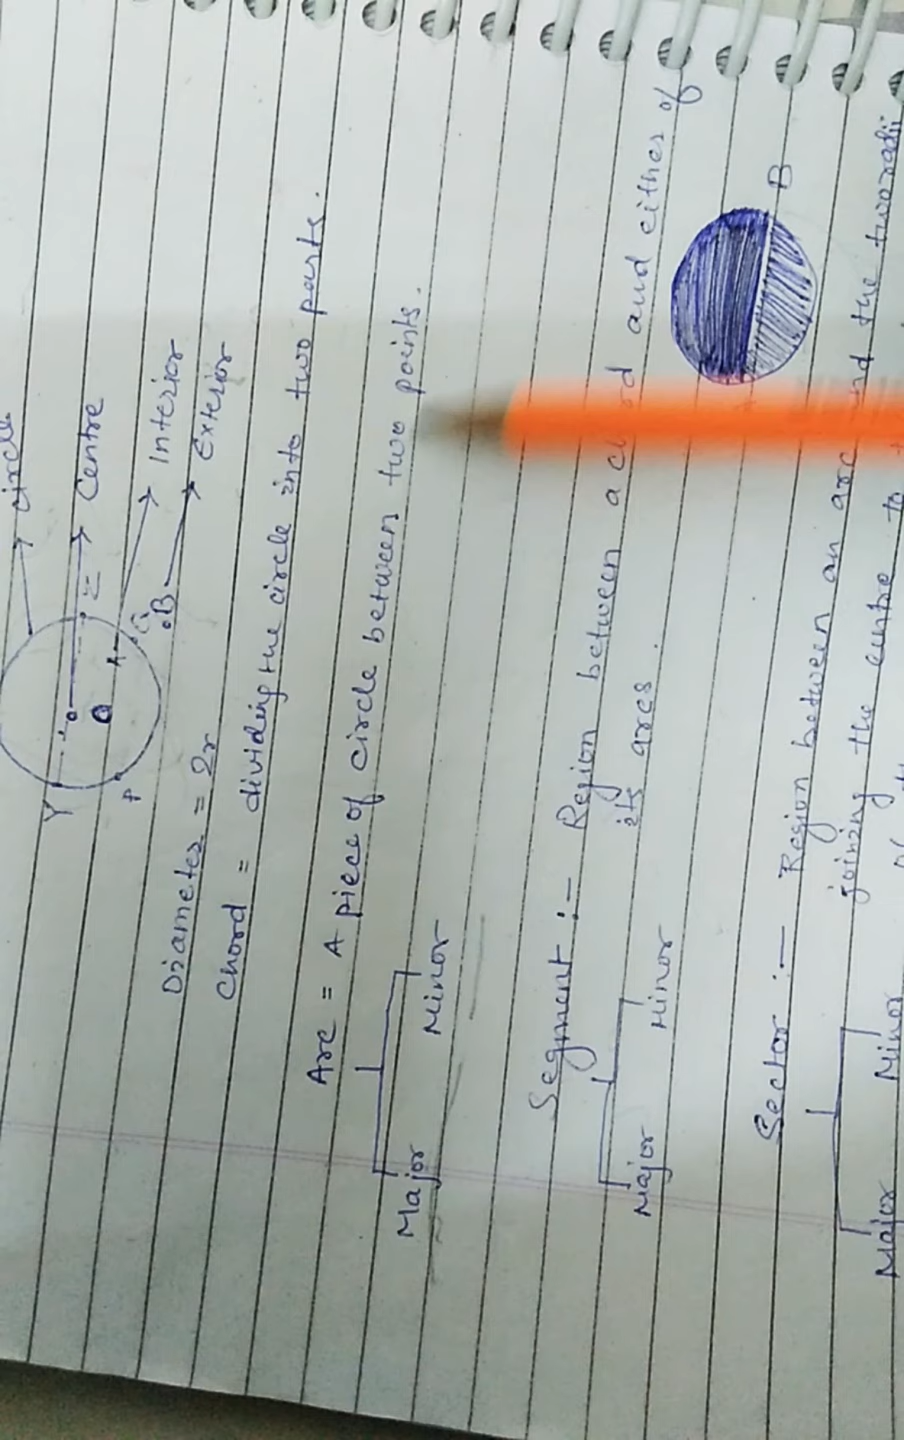 circle
Centre
Interior
Exterior
Y
O
Q
A
P
B
Diameter = 2r
Chord = dividing the circle into two parts.
Arc = A piece of circle between two points.
Major Minor
Segment :- Region between a and either of
its arcs.
Major Minor
B
Sector :- Region between an arc and the two radii
joining the centre to
Major Minor